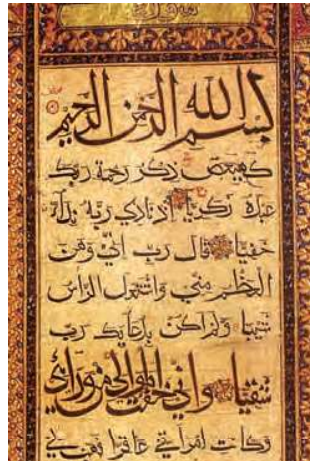 بسم الله الرحمن الرحيم
كهيعص ذكر رحمة ربك
عبده زكريا إذ نادى ربه نداء
خفيا قال رب إني وهن
العظم مني واشتعل الرأس
شيبا ولم أكن بدعائك رب
شقيا وإني خفت الموالي من ورائي
وكانت امرأتي عاقرا فهب لي